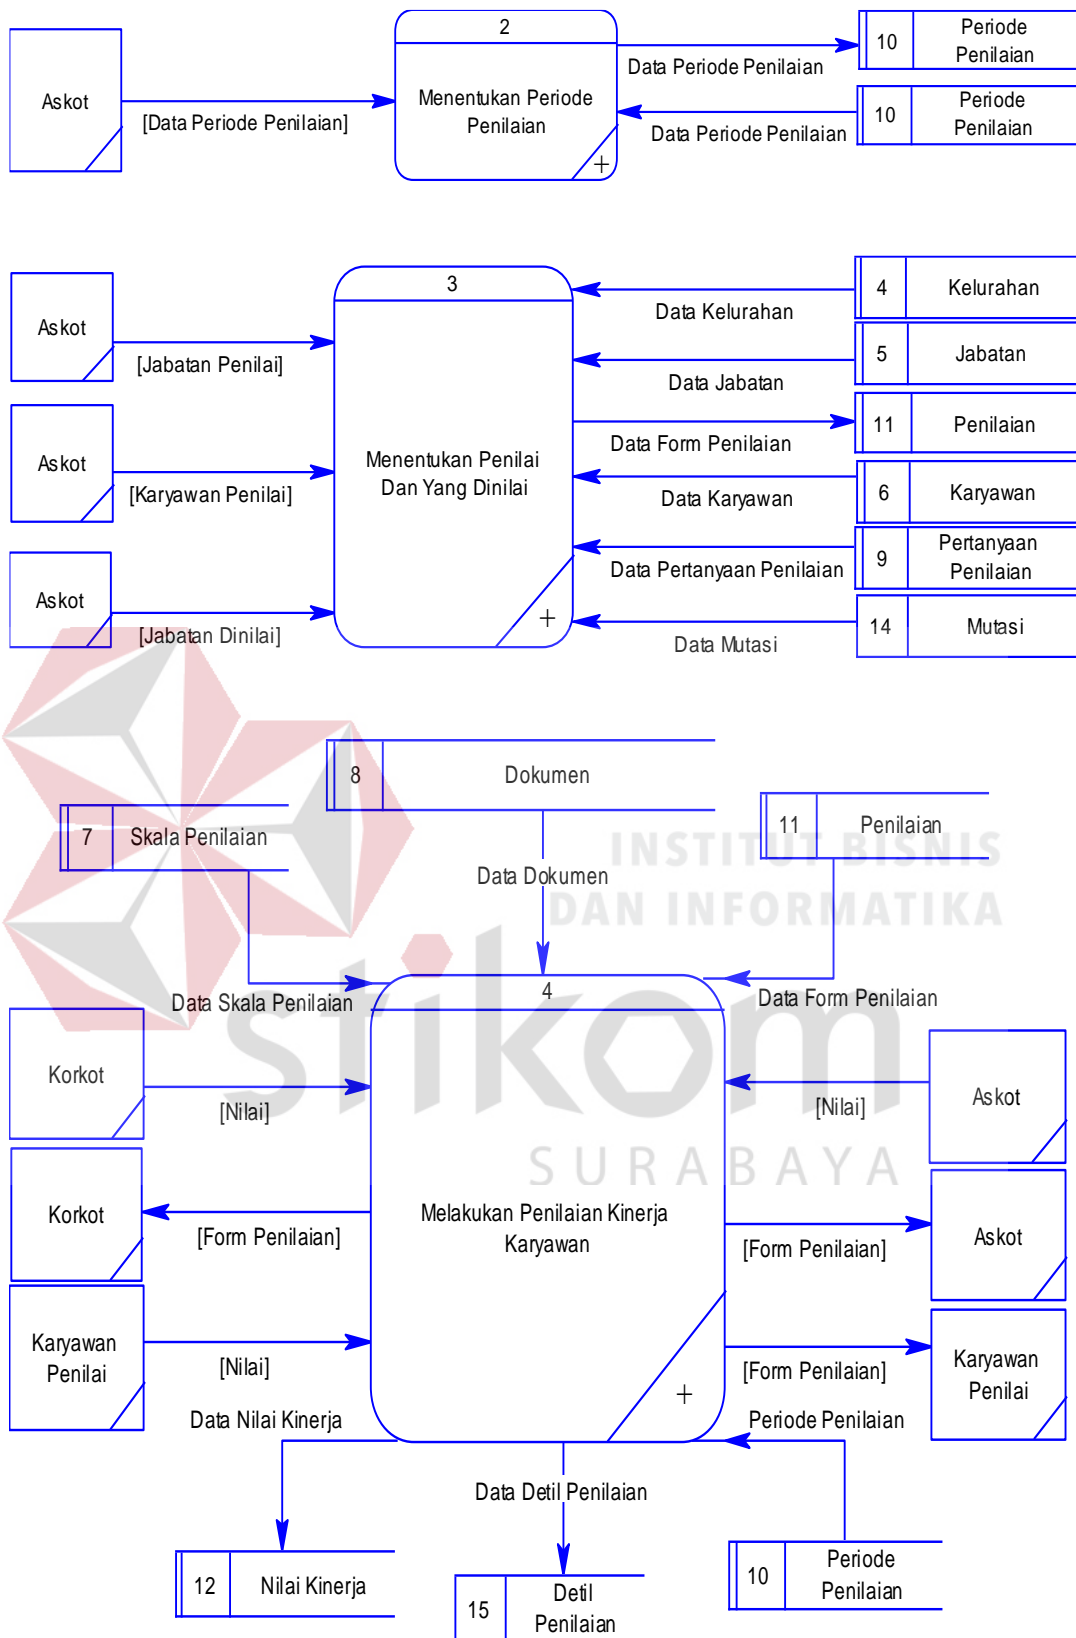 2
10
Periode
Penilaian
Data Periode Penilaian
Askot
[Data Periode Penilaian]
Menentukan Periode
Penilaian
+
10
Periode
Penilaian
Data Periode Penilaian
3
4
Kelurahan
Data Kelurahan
Askot
[Jabatan Penilai]
5
Jabatan
Data Jabatan
11
Penilaian
Data Form Penilaian
Askot
[Karyawan Penilai]
Menentukan Penilai
Dan Yang Dinilai
6
Karyawan
Data Karyawan
9
Pertanyaan
Penilaian
Data Pertanyaan Penilaian
Askot
[Jabatan Dinilai]
+
14
Mutasi
Data Mutasi
8
Dokumen
7
Skala Penilaian
11
Penilaian
INSTITUT BISNIS
DAN INFORMATIKA
Data Dokumen
Data Skala Penilaian
4
Data Form Penilaian
stikom
SURABAYA
Korkot
[Nilai]
Askot
[Nilai]
Korkot
[Form Penilaian]
Melakukan Penilaian Kinerja
Karyawan
[Form Penilaian]
Askot
Karyawan
Penilai
[Nilai]
[Form Penilaian]
Karyawan
Penilai
+
Data Nilai Kinerja
Periode Penilaian
Data Detil Penilaian
12
Nilai Kinerja
15
Detil
Penilaian
10
Periode
Penilaian